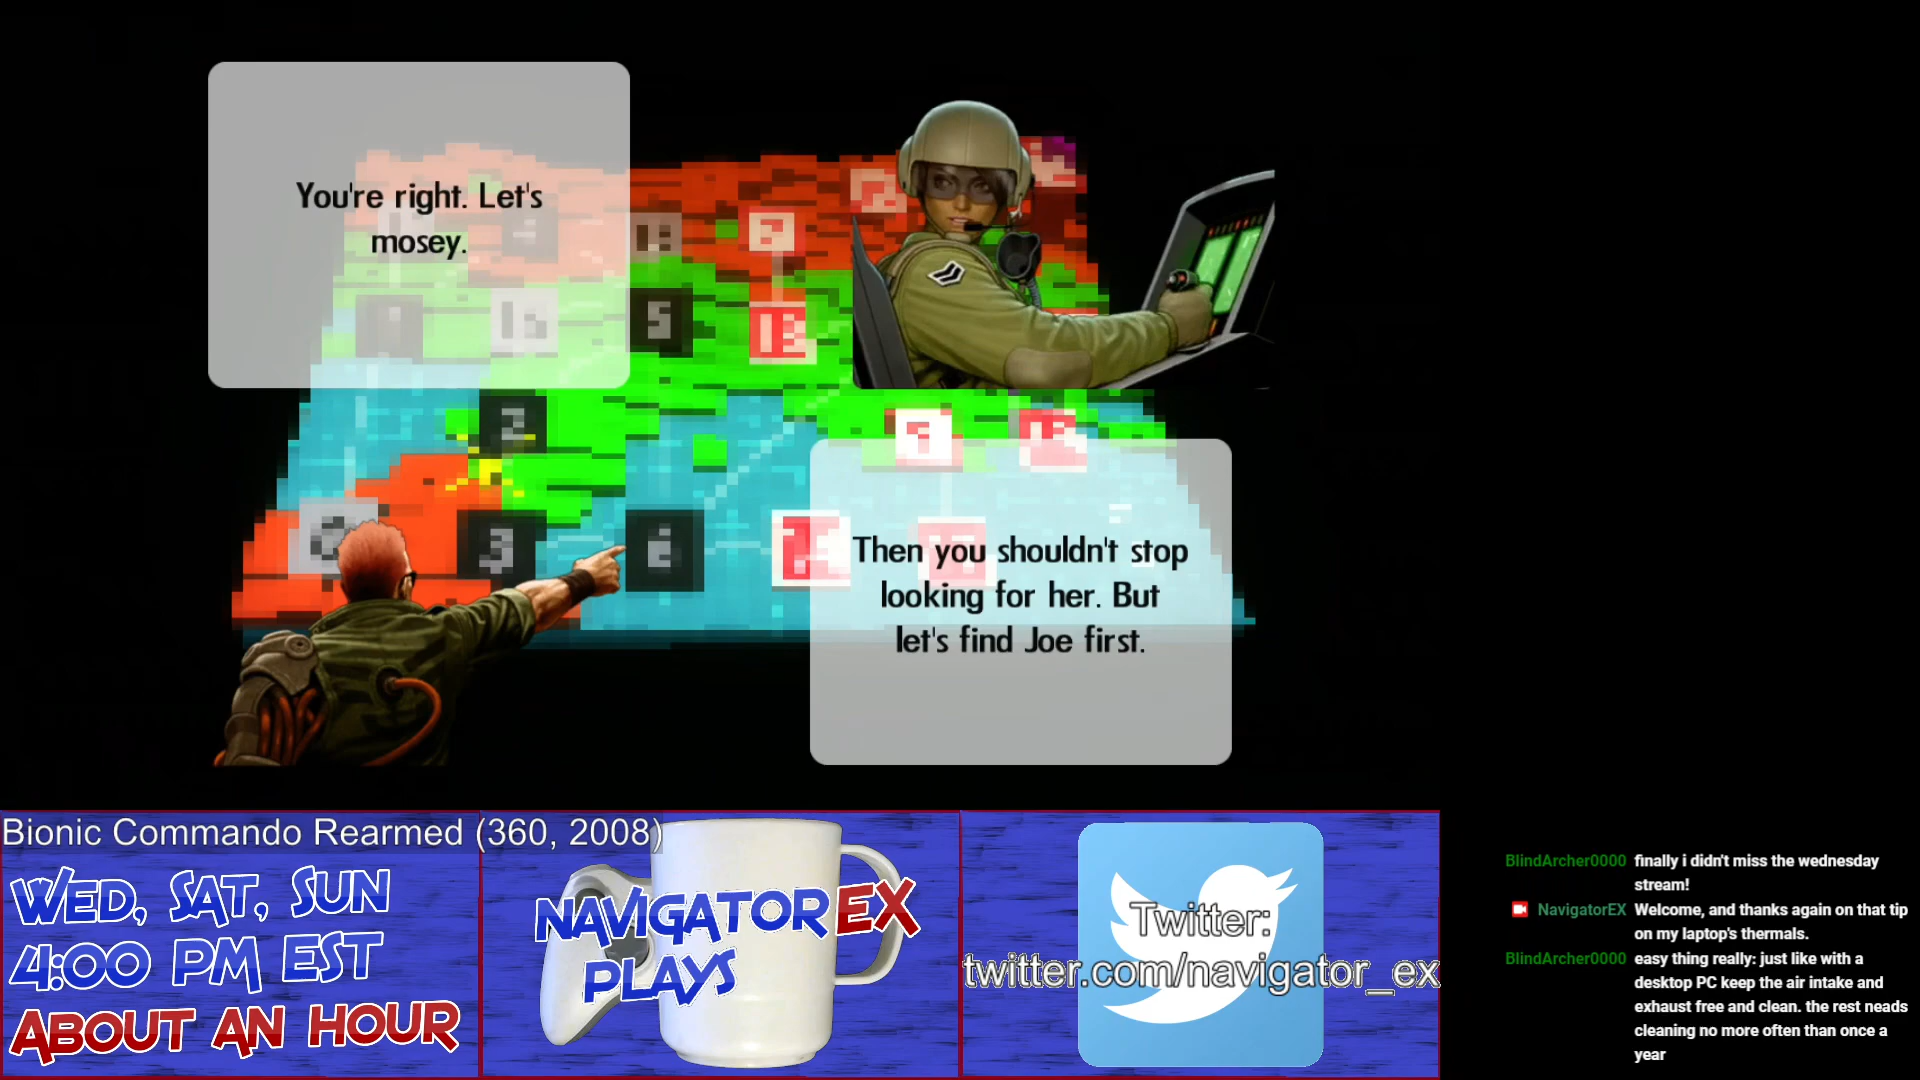 You're right. Let's
mosey.
5
2
3
Then you shouldn't stop
looking for her. But
let's find Joe first.
Bionic Commando Rearmed (360, 2008)
WED, SAT, SUN
4:00 PM EST
ABOUT AN HOUR
NAVIGATOR EX
PLAYS
Twitter:
twitter.com/navigator_ex
BlindArcher0000 finally i didn't miss the wednesday
stream!
NavigatorEX Welcome, and thanks again on that tip
on my laptop's thermals.
BlindArcher0000 easy thing really: just like with a
desktop PC keep the air intake and
exhaust free and clean. the rest neads
cleaning no more often than once a
year